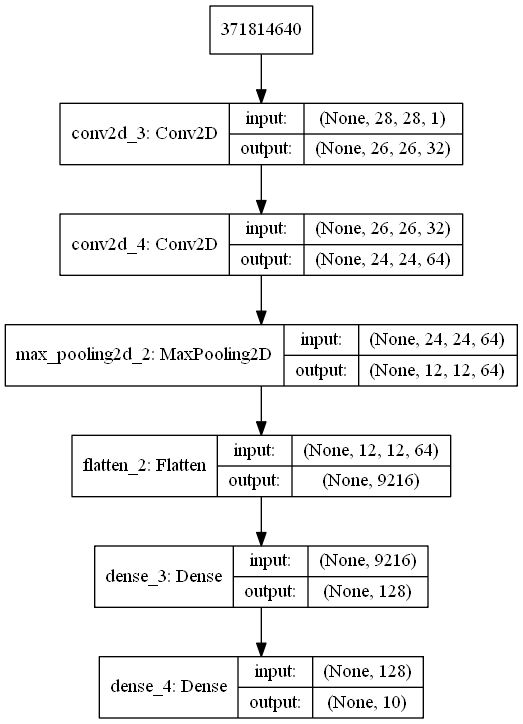 371814640
conv2d_3: Conv2D
input:
(None, 28, 28, 1)
output:
(None, 26, 26, 32)
conv2d_4: Conv2D
input:
(None, 26, 26, 32)
output:
(None, 24, 24, 64)
max_pooling2d_2: MaxPooling2D
input:
(None, 24, 24, 64)
output:
(None, 12, 12, 64)
flatten_2: Flatten
input:
(None, 12, 12, 64)
output:
(None, 9216)
dense_3: Dense
input:
(None, 9216)
output:
(None, 128)
dense_4: Dense
input:
(None, 128)
output:
(None, 10)